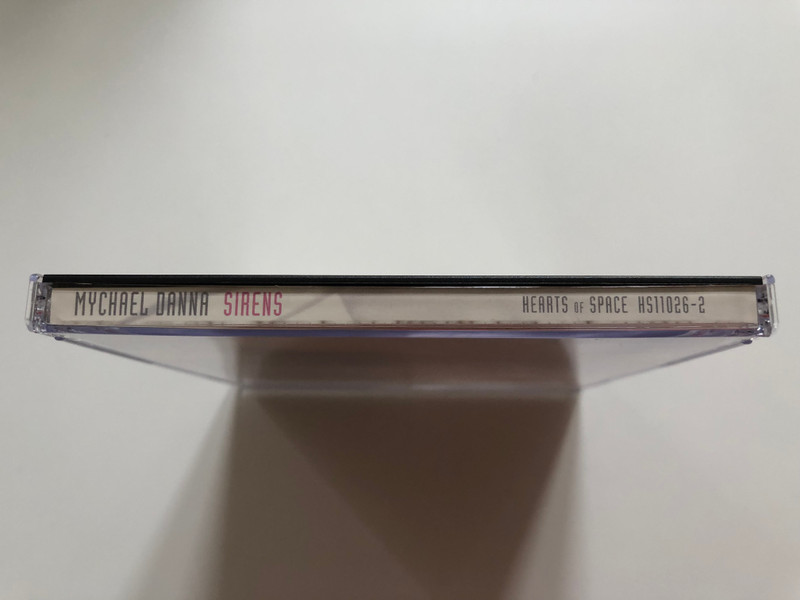 MYCHAEL DANNA SIRENS HEARTS OF SPACE HS11026-2